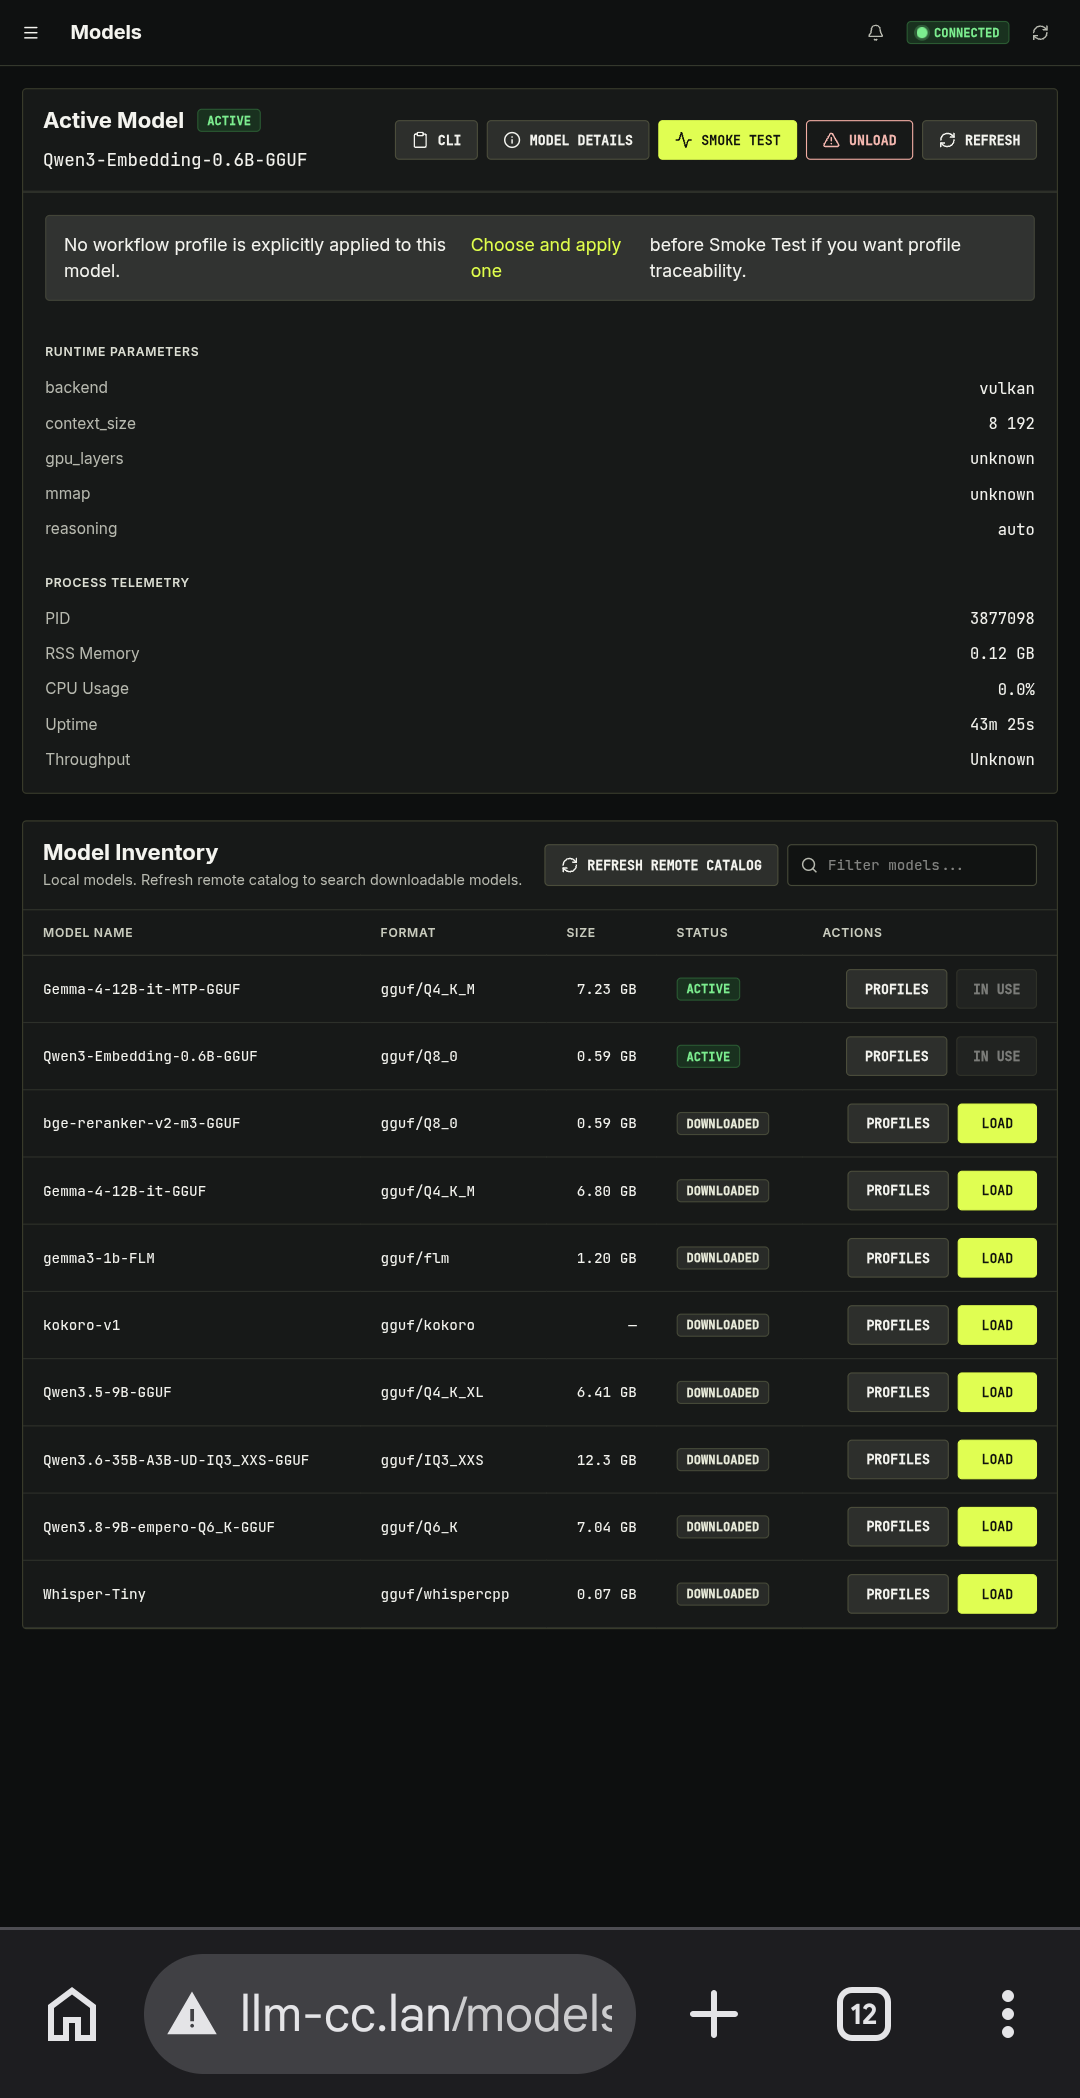 Models
CONNECTED
Active Model ACTIVE
Qwen3-Embedding-0.6B-GGUF
CLI MODEL DETAILS SMOKE TEST UNLOAD REFRESH
No workflow profile is explicitly applied to this
model.
Choose and apply
one
before Smoke Test if you want profile
traceability.
RUNTIME PARAMETERS
backend vulkan
context_size 8 192
gpu_layers unknown
mmap unknown
reasoning auto
PROCESS TELEMETRY
PID 3877098
RSS Memory 0.12 GB
CPU Usage 0.0%
Uptime 43m 25s
Throughput Unknown
Model Inventory
Local models. Refresh remote catalog to search downloadable models.
REFRESH REMOTE CATALOG Filter models...
MODEL NAME FORMAT SIZE STATUS ACTIONS
Gemma-4-12B-it-MTP-GGUF gguf/Q4_K_M 7.23 GB ACTIVE PROFILES IN USE
Qwen3-Embedding-0.6B-GGUF gguf/Q8_0 0.59 GB ACTIVE PROFILES IN USE
bge-reranker-v2-m3-GGUF gguf/Q8_0 0.59 GB DOWNLOADED PROFILES LOAD
Gemma-4-12B-it-GGUF gguf/Q4_K_M 6.80 GB DOWNLOADED PROFILES LOAD
gemma3-1b-FLM gguf/flm 1.20 GB DOWNLOADED PROFILES LOAD
kokoro-v1 gguf/kokoro — DOWNLOADED PROFILES LOAD
Qwen3.5-9B-GGUF gguf/Q4_K_XL 6.41 GB DOWNLOADED PROFILES LOAD
Qwen3.6-35B-A3B-UD-IQ3_XXS-GGUF gguf/IQ3_XXS 12.3 GB DOWNLOADED PROFILES LOAD
Qwen3.8-9B-empero-Q6_K-GGUF gguf/Q6_K 7.04 GB DOWNLOADED PROFILES LOAD
Whisper-Tiny gguf/whispercpp 0.07 GB DOWNLOADED PROFILES LOAD
llm-cc.lan/models 12